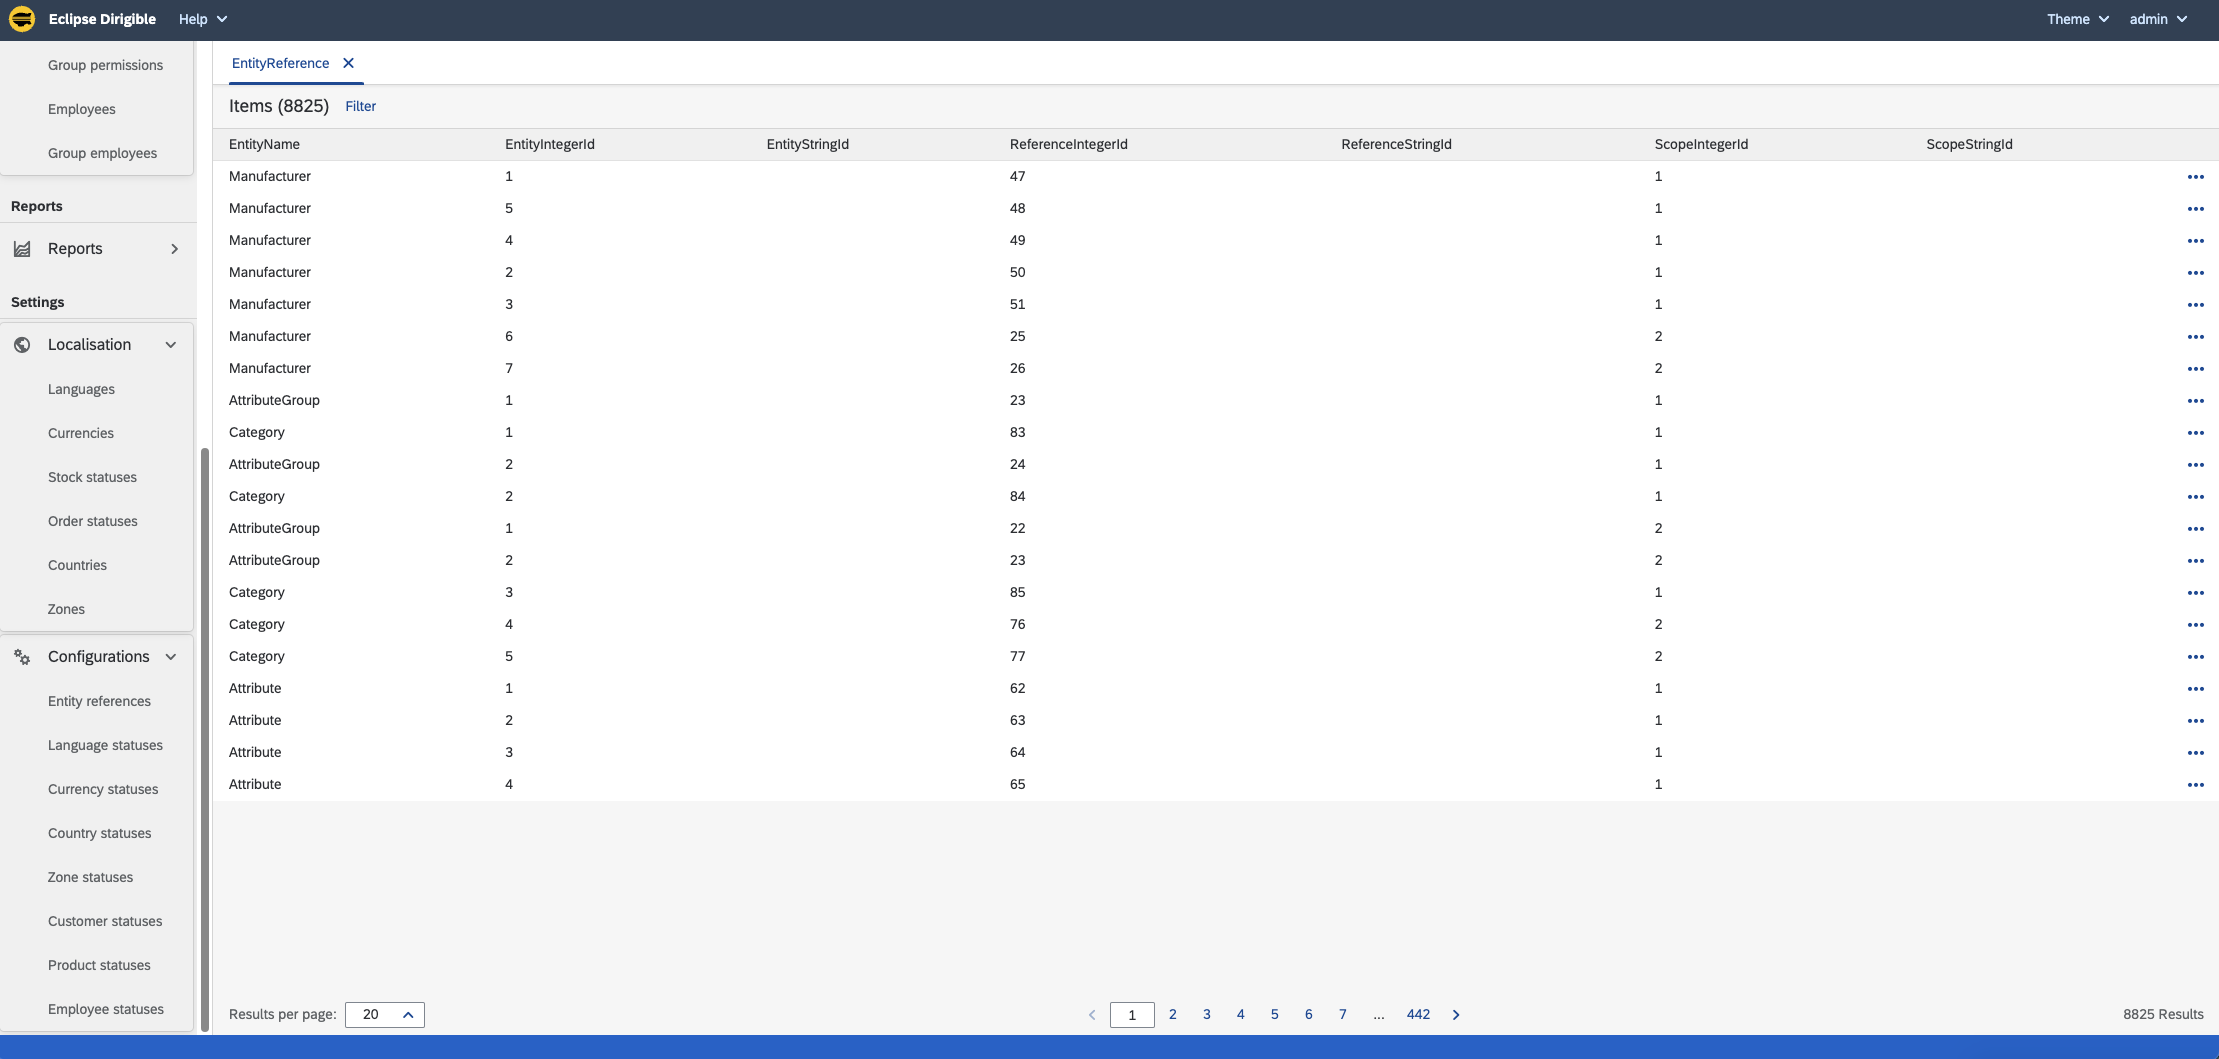 Eclipse Dirigible Help Theme admin
Group permissions
Employees
Group employees
Reports
Reports
Settings
Localisation
Languages
Currencies
Stock statuses
Order statuses
Countries
Zones
Configurations
Entity references
Language statuses
Currency statuses
Country statuses
Zone statuses
Customer statuses
Product statuses
Employee statuses
EntityReference
Items (8825) Filter
EntityName EntityIntegerId EntityStringId ReferenceIntegerId ReferenceStringId ScopeIntegerId ScopeStringId
Manufacturer 1 47 1
Manufacturer 5 48 1
Manufacturer 4 49 1
Manufacturer 2 50 1
Manufacturer 3 51 1
Manufacturer 6 25 2
Manufacturer 7 26 2
AttributeGroup 1 23 1
Category 1 83 1
AttributeGroup 2 24 1
Category 2 84 1
AttributeGroup 1 22 2
AttributeGroup 2 23 2
Category 3 85 1
Category 4 76 2
Category 5 77 2
Attribute 1 62 1
Attribute 2 63 1
Attribute 3 64 1
Attribute 4 65 1
Results per page: 20 1 2 3 4 5 6 7 ... 442 8825 Results